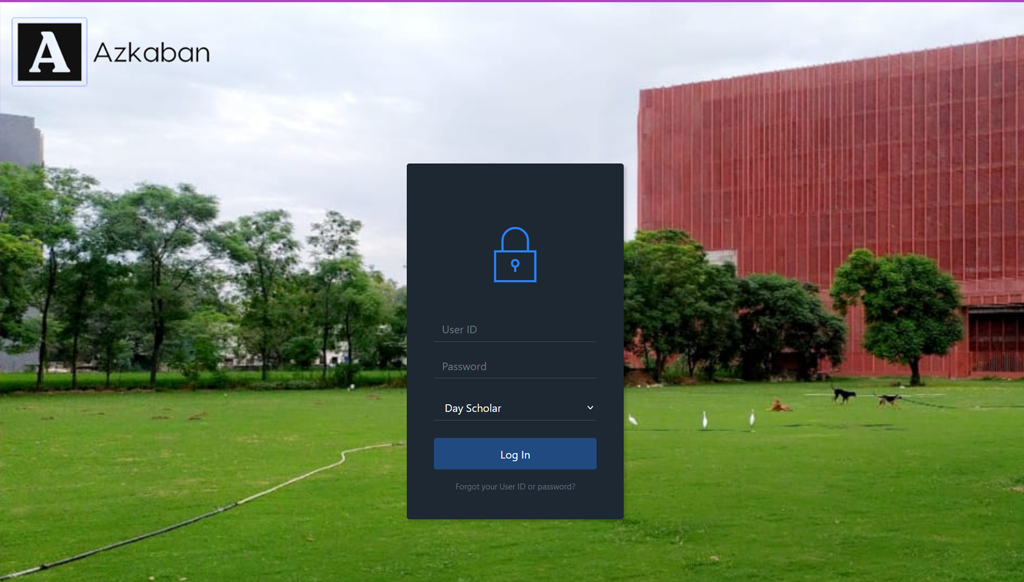 A
Azkaban
User ID
Password
Day Scholar
Log In
Forgot your User ID or password?